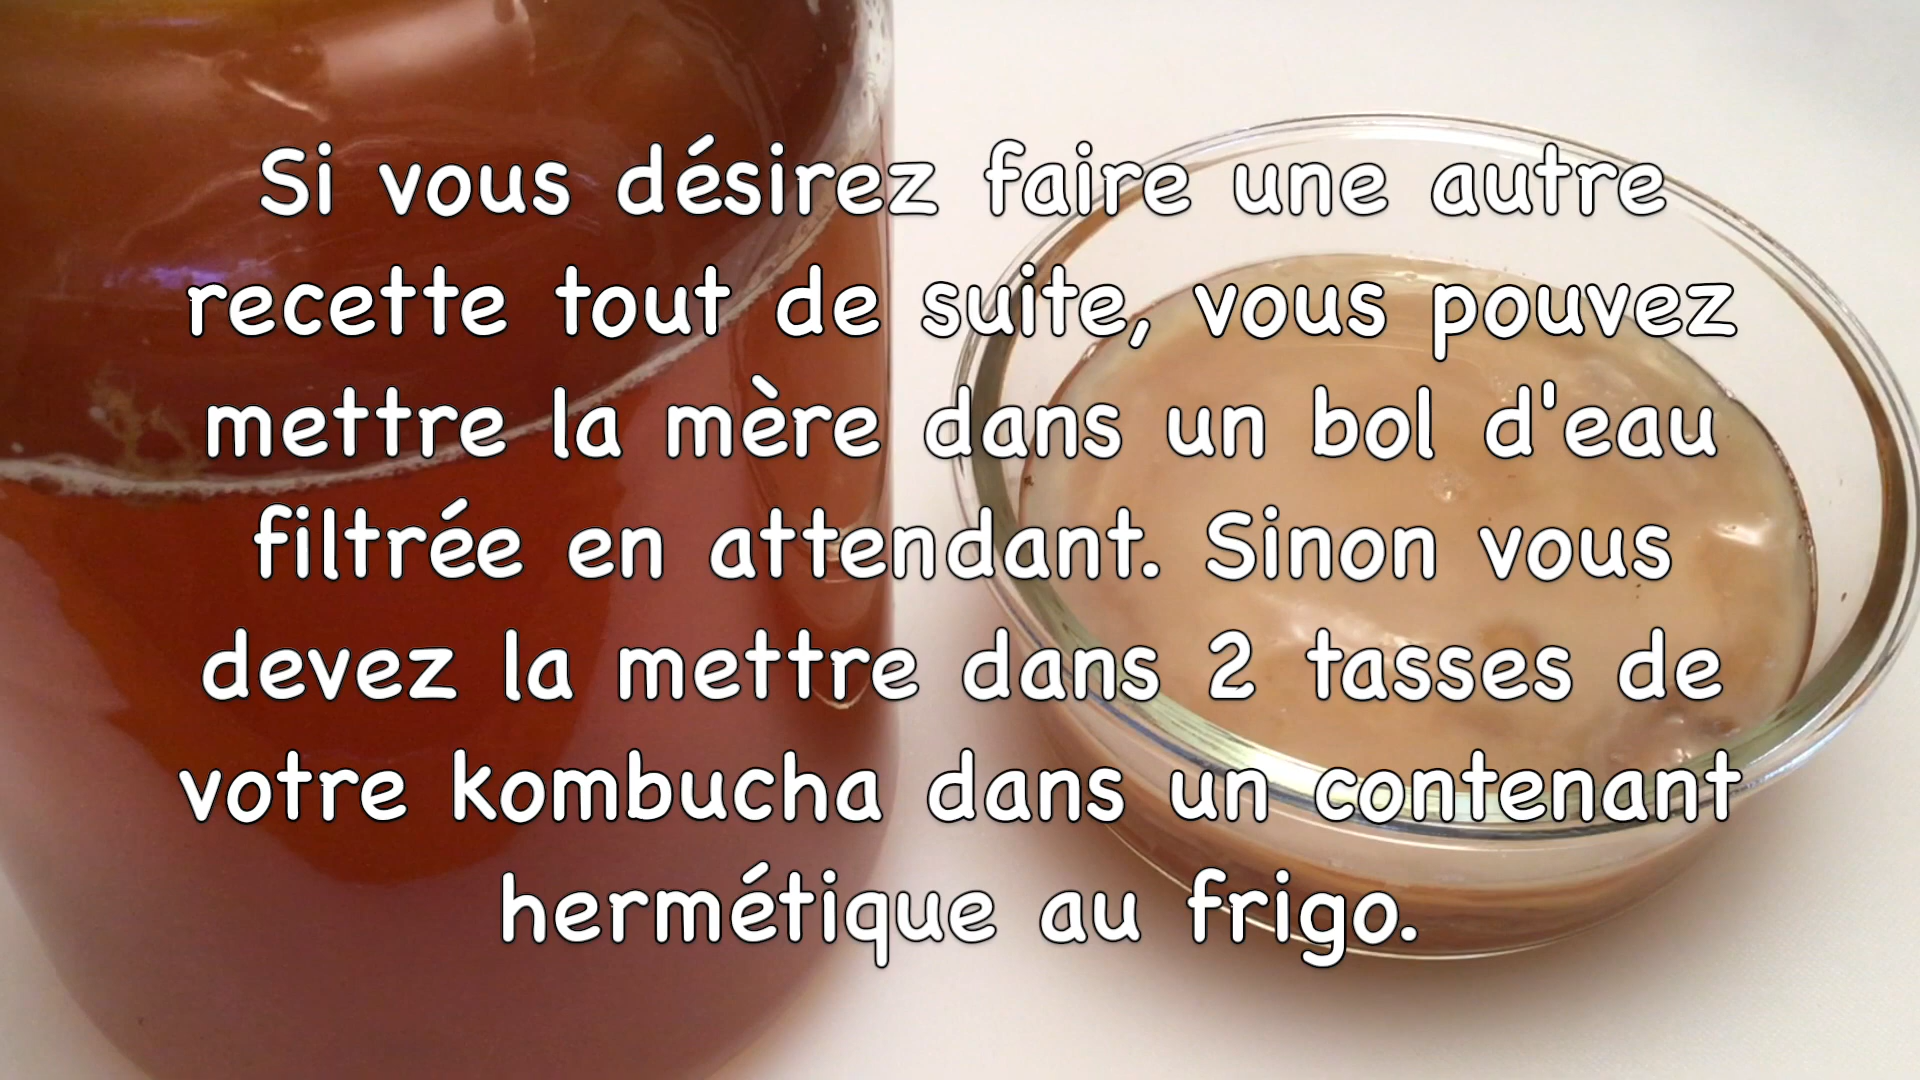 Si vous désirez faire une autre
recette tout de suite, vous pouvez
mettre la mère dans un bol d'eau
filtrée en attendant. Sinon vous
devez la mettre dans 2 tasses de
votre kombucha dans un contenant
hermétique au frigo.